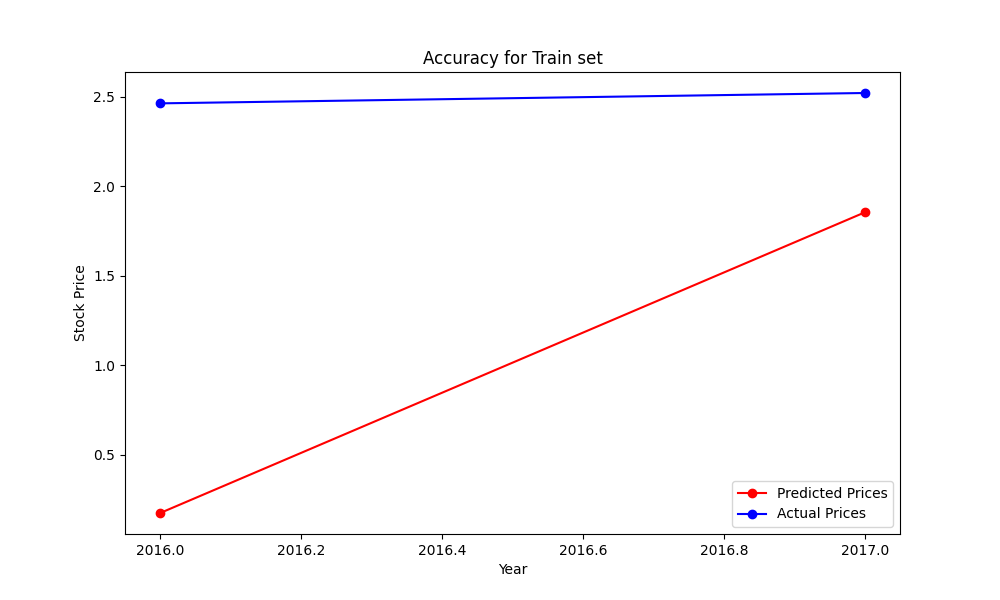 Accuracy for Train set
Stock Price
2.5
2.0
1.5
1.0
0.5
Predicted Prices
Actual Prices
2016.0 2016.2 2016.4 2016.6 2016.8 2017.0
Year